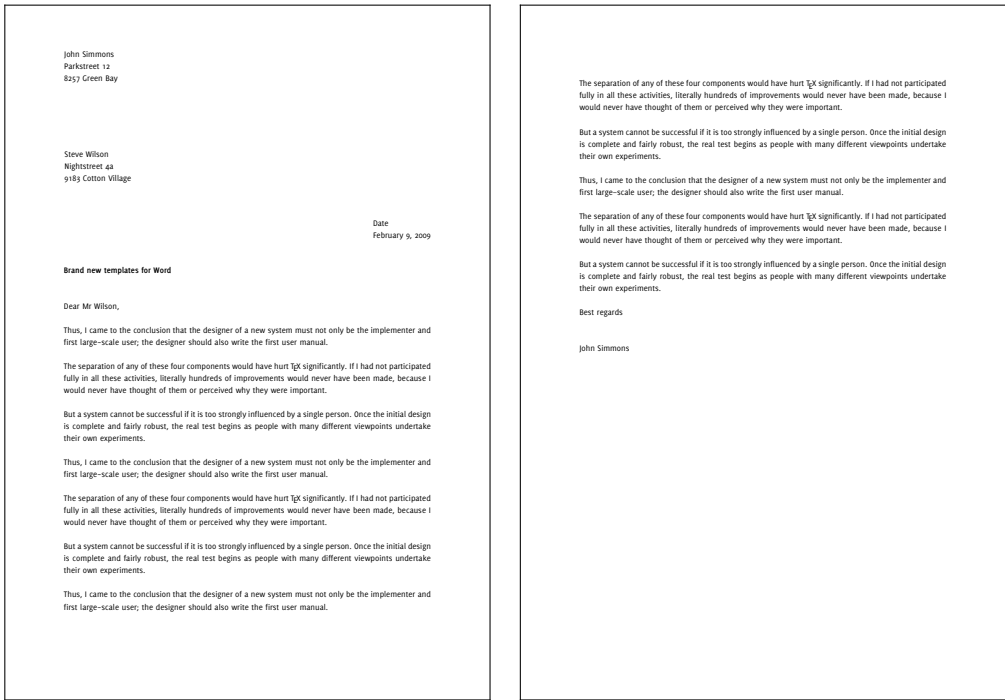 John Simmons
Parkstreet 12
8257 Green Bay
Steve Wilson
Nightstreet 4a
9183 Cotton Village
Date
February 9, 2009
Brand new templates for Word
Dear Mr Wilson,
Thus, I came to the conclusion that the designer of a new system must not only be the implementer and
first large-scale user; the designer should also write the first user manual.
The separation of any of these four components would have hurt TEX significantly. If I had not participated
fully in all these activities, literally hundreds of improvements would never have been made, because I
would never have thought of them or perceived why they were important.
But a system cannot be successful if it is too strongly influenced by a single person. Once the initial design
is complete and fairly robust, the real test begins as people with many different viewpoints undertake
their own experiments.
Thus, I came to the conclusion that the designer of a new system must not only be the implementer and
first large-scale user; the designer should also write the first user manual.
The separation of any of these four components would have hurt TEX significantly. If I had not participated
fully in all these activities, literally hundreds of improvements would never have been made, because I
would never have thought of them or perceived why they were important.
But a system cannot be successful if it is too strongly influenced by a single person. Once the initial design
is complete and fairly robust, the real test begins as people with many different viewpoints undertake
their own experiments.
Thus, I came to the conclusion that the designer of a new system must not only be the implementer and
first large-scale user; the designer should also write the first user manual.
The separation of any of these four components would have hurt TEX significantly. If I had not participated
fully in all these activities, literally hundreds of improvements would never have been made, because I
would never have thought of them or perceived why they were important.
But a system cannot be successful if it is too strongly influenced by a single person. Once the initial design
is complete and fairly robust, the real test begins as people with many different viewpoints undertake
their own experiments.
Thus, I came to the conclusion that the designer of a new system must not only be the implementer and
first large-scale user; the designer should also write the first user manual.
The separation of any of these four components would have hurt TEX significantly. If I had not participated
fully in all these activities, literally hundreds of improvements would never have been made, because I
would never have thought of them or perceived why they were important.
But a system cannot be successful if it is too strongly influenced by a single person. Once the initial design
is complete and fairly robust, the real test begins as people with many different viewpoints undertake
their own experiments.
Best regards
John Simmons